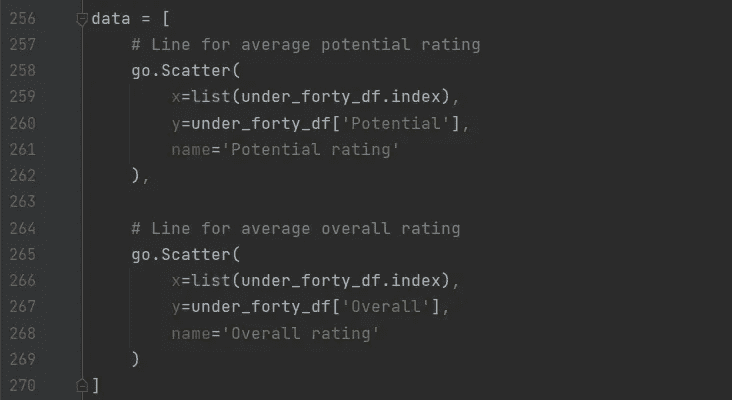 256 data = [
257     # Line for average potential rating
258     go.Scatter(
259         x=list(under_forty_df.index),
260         y=under_forty_df['Potential'],
261         name='Potential rating'
262     ),
263
264     # Line for average overall rating
265     go.Scatter(
266         x=list(under_forty_df.index),
267         y=under_forty_df['Overall'],
268         name='Overall rating'
269     )
270 ]